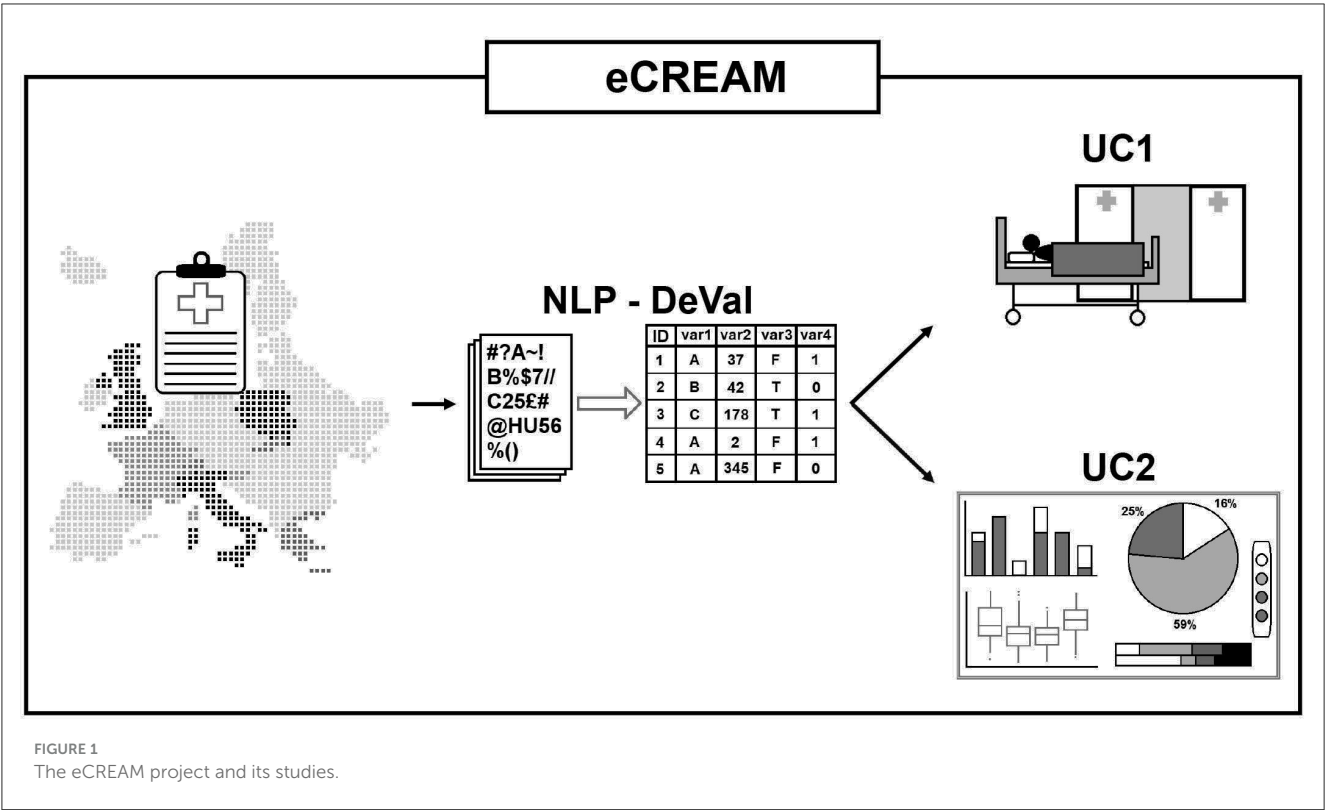 eCREAM
NLP - DeVal
#?A~!
B%$7//
C25£#
@HU56
%()
ID var1 var2 var3 var4
1 A 37 F 1
2 B 42 T 0
3 C 178 T 1
4 A 2 F 1
5 A 345 F 0
UC1
UC2
25%
16%
59%
FIGURE 1
The eCREAM project and its studies.